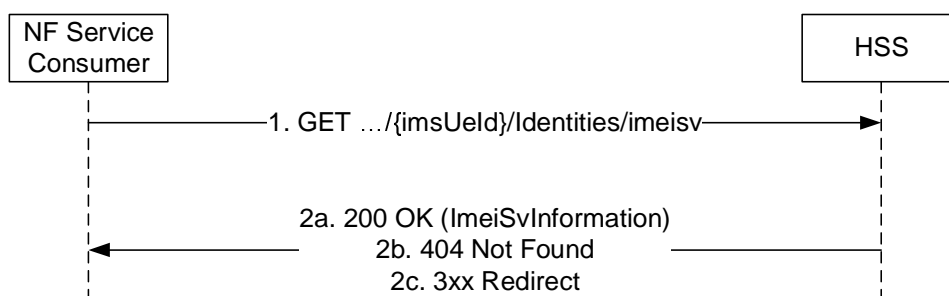 NF Service
Consumer
HSS
1. GET …/{imsUeId}/Identities/imeisv
2a. 200 OK (ImeiSvInformation)
2b. 404 Not Found
2c. 3xx Redirect